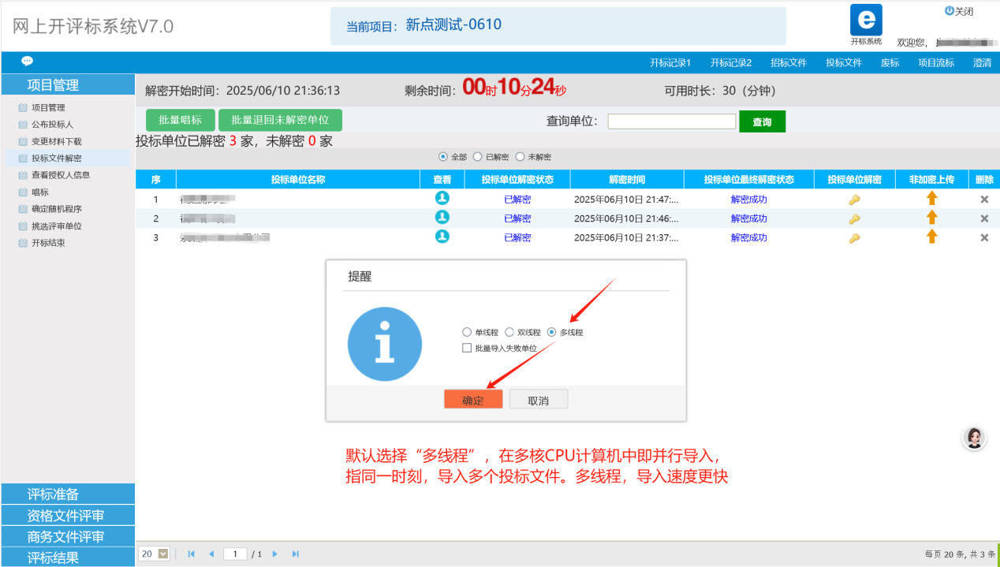 网上开评标系统V7.0
当前项目：新点测试-0610
e
开标系统
关闭
欢迎您，
开标记录1 开标记录2 招标文件 投标文件 废标 项目流标 澄清
项目管理
项目管理
公布投标人
变更材料下载
投标文件解密
查看授权人信息
唱标
确定随机程序
挑选评审单位
开标结束
评标准备
资格文件评审
商务文件评审
评标结果
解密开始时间：2025/06/10 21:36:13 剩余时间：00时10分24秒 可用时长：30（分钟）
批量唱标 批量退回未解密单位 查询单位： 查询
投标单位已解密 3 家，未解密 0 家
全部 已解密 未解密
序 投标单位名称 查看 投标单位解密状态 解密时间 投标单位最终解密状态 投标单位解密 非加密上传 删除
1 已解密 2025年06月10日 21:47:... 解密成功
2 已解密 2025年06月10日 21:46:... 解密成功
3 已解密 2025年06月10日 21:37:... 解密成功
提醒
单线程 双线程 多线程
批量导入失败单位
确定 取消
默认选择“多线程”，在多核CPU计算机中即并行导入，
指同一时刻，导入多个投标文件。多线程，导入速度更快
20 1 / 1 每页 20 条, 共 3 条